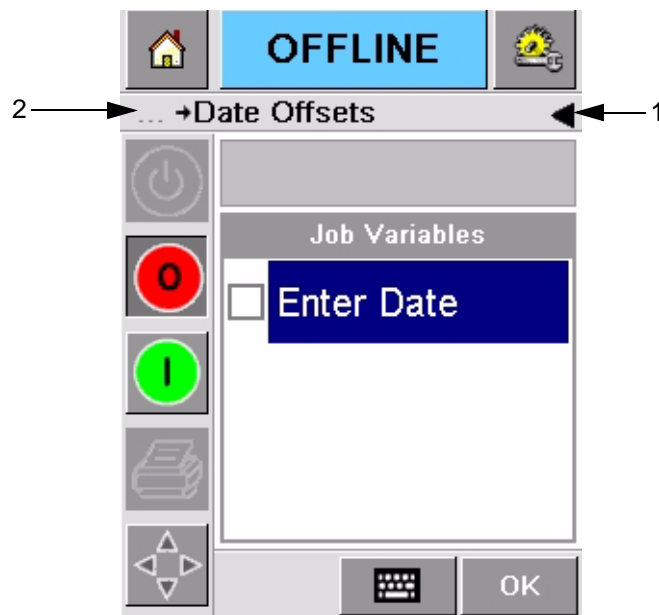 OFFLINE
2
... →Date Offsets
1
Job Variables
O
Enter Date
I
OK